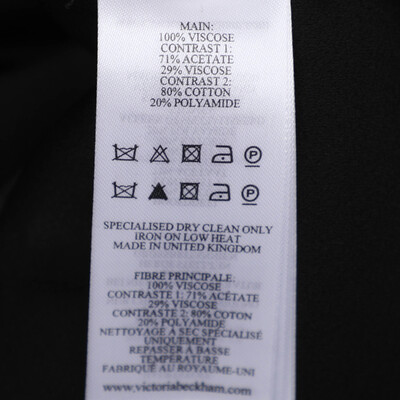 MAIN:
100% VISCOSE
CONTRAST 1:
71% ACETATE
29% VISCOSE
CONTRAST 2:
80% COTTON
20% POLYAMIDE
P
P
SPECIALISED DRY CLEAN ONLY
IRON ON LOW HEAT
MADE IN UNITED KINGDOM
FIBRE PRINCIPALE:
100% VISCOSE
CONTRASTE 1: 71% ACÉTATE
29% VISCOSE
CONTRASTE 2: 80% COTON
20% POLYAMIDE
NETTOYAGE À SEC SPÉCIALISÉ
UNIQUEMENT
REPASSER À BASSE
TEMPÉRATURE
FABRIQUÉ AU ROYAUME-UNI
www.victoriabeckham.com